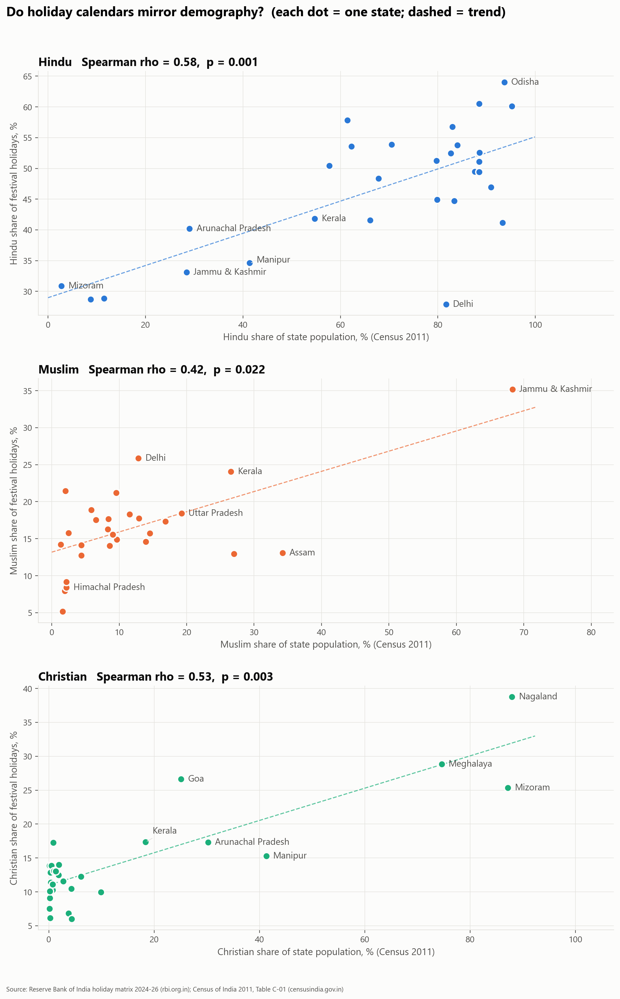 Do holiday calendars mirror demography?  (each dot = one state; dashed = trend)
Hindu   Spearman rho = 0.58,  p = 0.001
Hindu share of festival holidays, %
65
60
55
50
45
40
35
30
Odisha
Kerala
Arunachal Pradesh
Manipur
Jammu & Kashmir
Mizoram
Delhi
0
20
40
60
80
100
Hindu share of state population, % (Census 2011)
Muslim   Spearman rho = 0.42,  p = 0.022
Muslim share of festival holidays, %
35
30
25
20
15
10
5
Jammu & Kashmir
Delhi
Kerala
Uttar Pradesh
Assam
Himachal Pradesh
0
10
20
30
40
50
60
70
80
Muslim share of state population, % (Census 2011)
Christian   Spearman rho = 0.53,  p = 0.003
Christian share of festival holidays, %
40
35
30
25
20
15
10
5
Nagaland
Meghalaya
Goa
Mizoram
Kerala
Arunachal Pradesh
Manipur
0
20
40
60
80
100
Christian share of state population, % (Census 2011)
Source: Reserve Bank of India holiday matrix 2024-26 (rbi.org.in); Census of India 2011, Table C-01 (censusindia.gov.in)